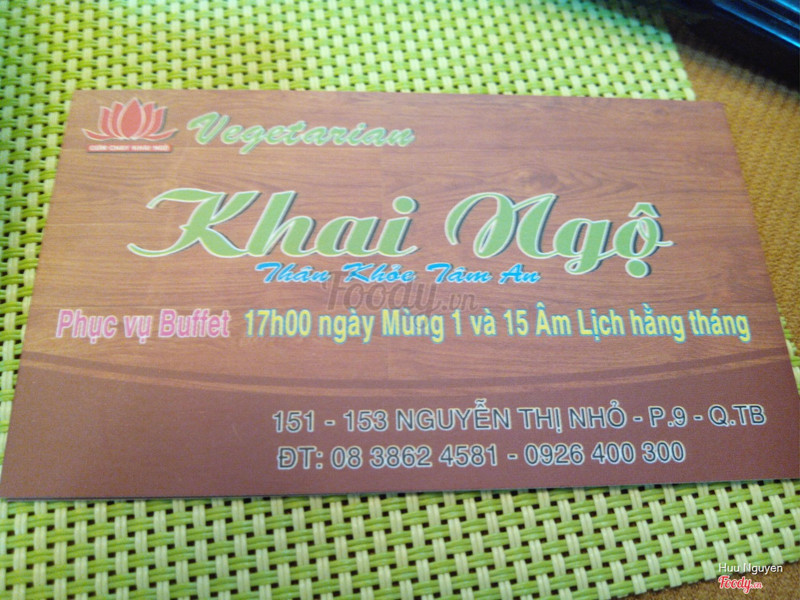 Vegetarian
CƠM CHAY KHAI NGỘ
Khai Ngộ
Thân Khỏe Tâm An
Foody.vn
Phục vụ Buffet 17h00 ngày Mùng 1 và 15 Âm Lịch hằng tháng
151 - 153 NGUYỄN THỊ NHỎ - P.9 - Q.TB
ĐT: 08 3862 4581 - 0926 400 300
Huu Nguyen
Foody.vn